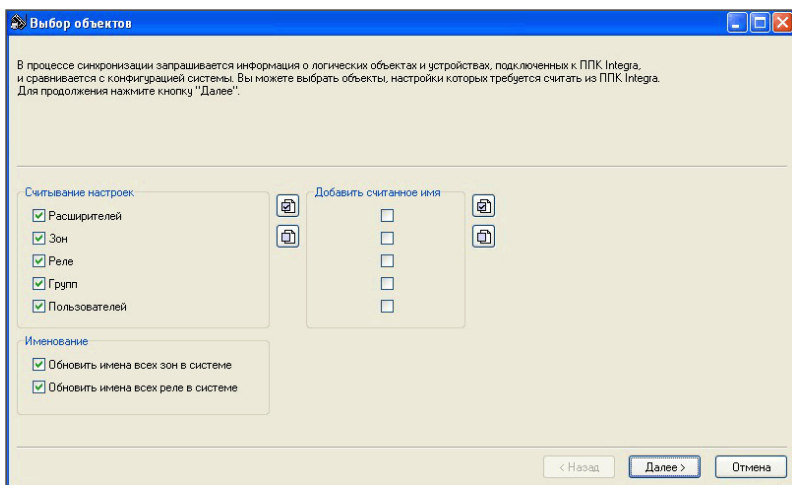 Выбор объектов
В процессе синхронизации запрашивается информация о логических объектах и устройствах, подключенных к ППК Integra,
и сравнивается с конфигурацией системы. Вы можете выбрать объекты, настройки которых требуется считать из ППК Integra.
Для продолжения нажмите кнопку "Далее".
Считывание настроек
Добавить считанное имя
Расширителей
Зон
Реле
Групп
Пользователей
Именование
Обновить имена всех зон в системе
Обновить имена всех реле в системе
< Назад
Далее >
Отмена